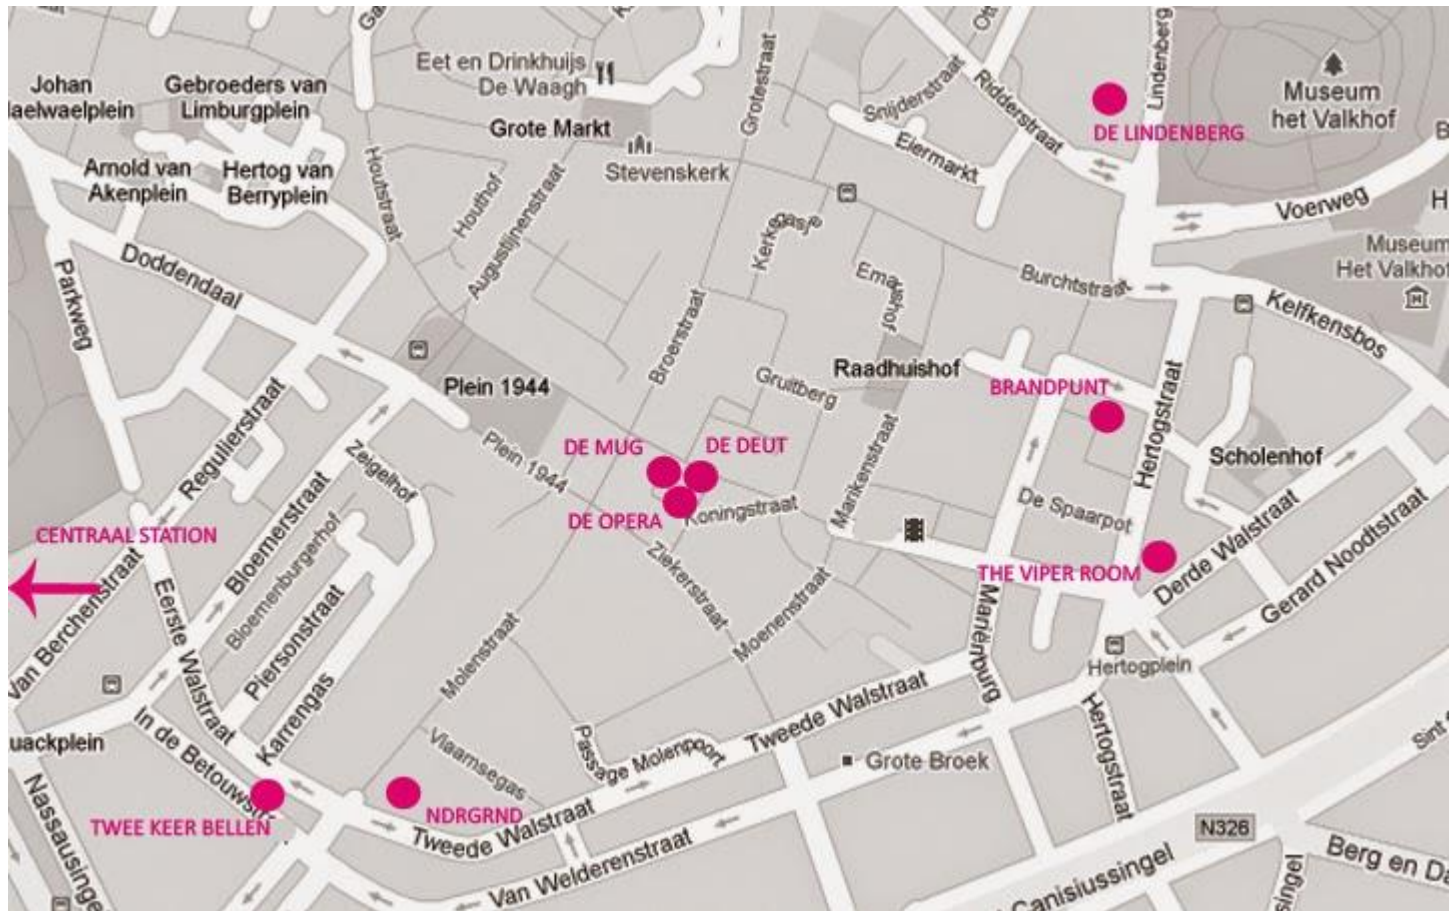 Eet en Drinkhuijs
De Waagh
Grotestraat
Lindenberg
Snijderstraat
Ridderstraat
Museum
het Valkhof
Johan
Gebroeders van
Limburgplein
DE LINDENBERG
Grote Markt
Eiermarkt
Stevenskerk
Houtstraat
Arnold van
Akenplein
Hertog van
Berryplein
Houthof
Augustijnenstraat
Voerweg
Museum
Het Valkhof
Doddendaal
Parkweg
Burchtstraat
Kelfkensbos
Broerstraat
Raadhuishof
Gruitberg
Plein 1944
BRANDPUNT
Hertogstraat
Regulierstraat
Plein 1944
DE MUG
DE DEUT
DE OPERA
Koningstraat
Marikenstraat
Scholenhof
De Spaarpot
Zeigelhof
CENTRAAL STATION
Bloemerstraat
Bloemenburgerhof
Van Berchenstraat
Eerste Walstraat
Piersonstraat
Ziekerstraat
Moenenstraat
THE VIPER ROOM
Derde Walstraat
Gerard Noodtstraat
Mariënburg
Hertogplein
Molenstraat
Karrengas
In de Betouwstr
Vlaamsegas
Passage Molenpoort
Tweede Walstraat
Grote Broek
Hertogstraat
Nassausingel
TWEE KEER BELLEN
NDRGRND
Tweede Walstraat
Van Welderenstraat
N326
Canisiussingel
Berg en Da